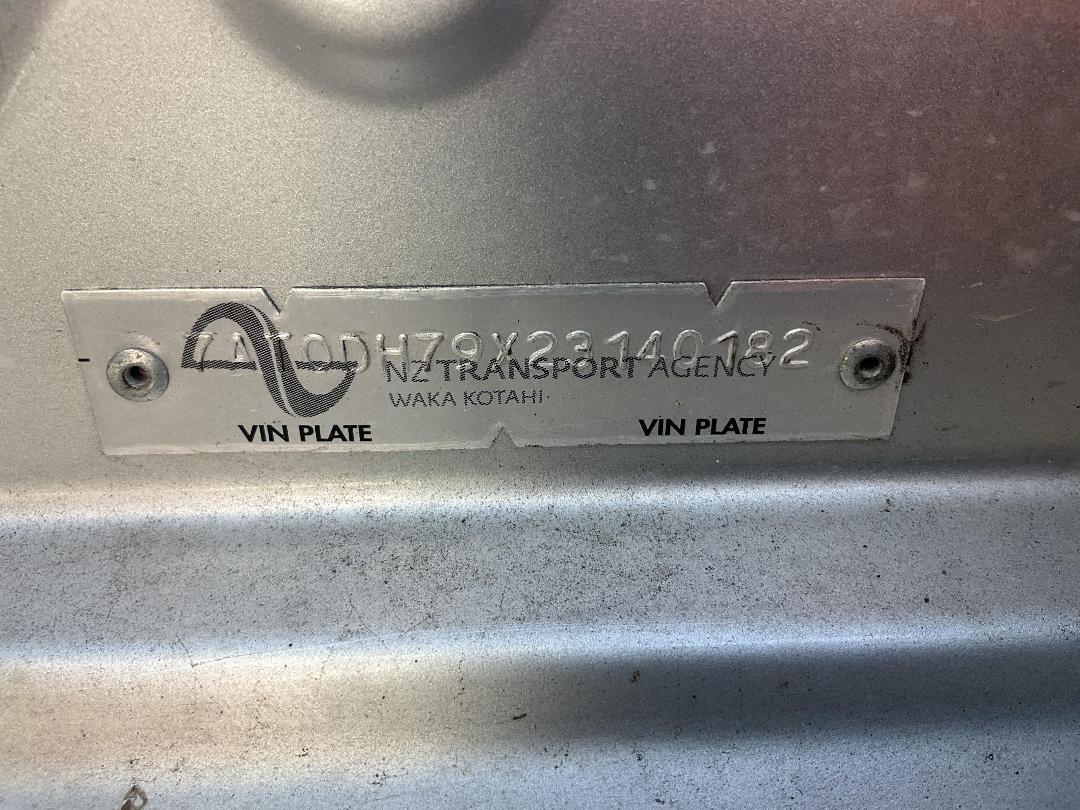 7AT0DH79X23140182
NZ TRANSPORT AGENCY
WAKA KOTAHI
VIN PLATE VIN PLATE